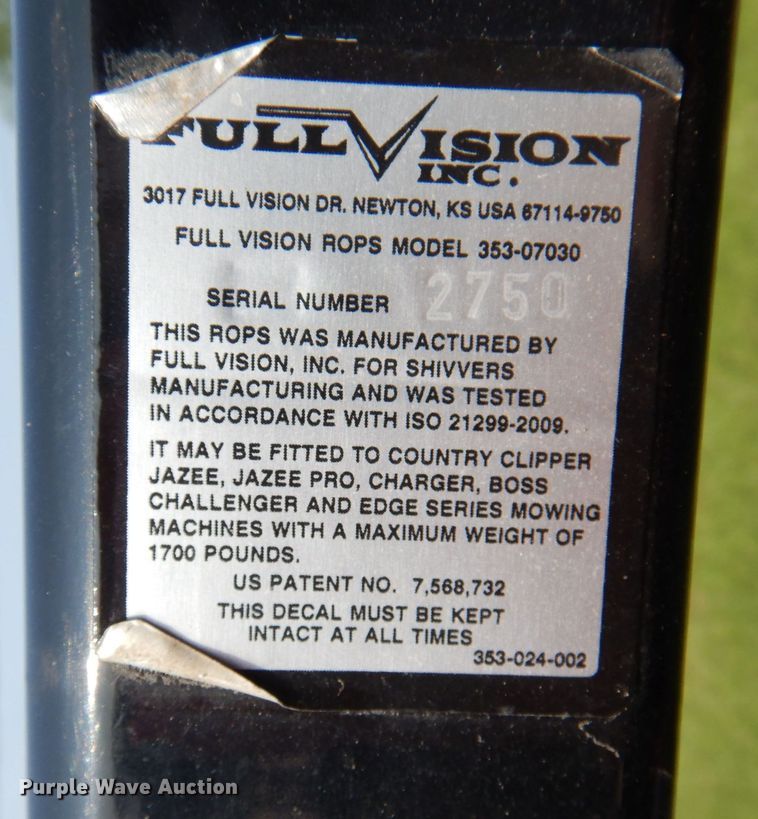 FULL VISION
INC.
3017 FULL VISION DR. NEWTON, KS USA 67114-9750
FULL VISION ROPS MODEL 353-07030
SERIAL NUMBER 2750
THIS ROPS WAS MANUFACTURED BY
FULL VISION, INC. FOR SHIVVERS
MANUFACTURING AND WAS TESTED
IN ACCORDANCE WITH ISO 21299-2009.
IT MAY BE FITTED TO COUNTRY CLIPPER
JAZEE, JAZEE PRO, CHARGER, BOSS
CHALLENGER AND EDGE SERIES MOWING
MACHINES WITH A MAXIMUM WEIGHT OF
1700 POUNDS.
US PATENT NO. 7,568,732
THIS DECAL MUST BE KEPT
INTACT AT ALL TIMES
353-024-002
Purple Wave Auction